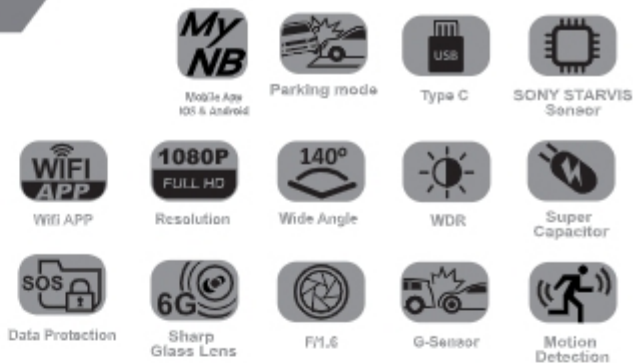 My
NB
Mobile App
IOS & Android
Parking mode
USB
Type C
SONY STARVIS
Sensor
WiFi
APP
Wifi APP
1080P
FULL HD
Resolution
140°
Wide Angle
WDR
Super
Capacitor
SOS
Data Protection
6G
Sharp
Glass Lens
F/1.6
G-Sensor
Motion
Detection